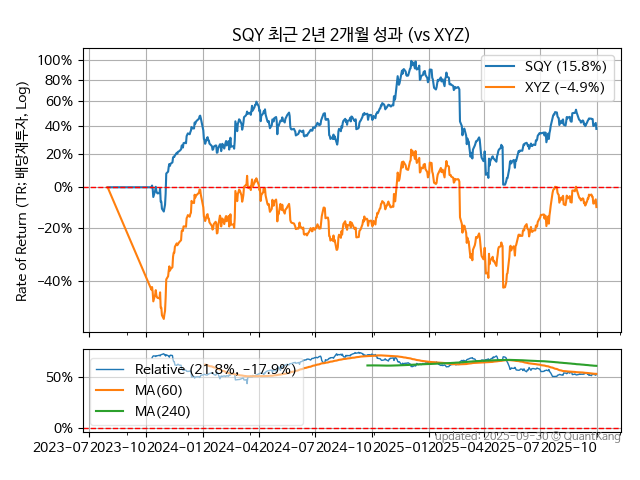 SQY 최근 2년 2개월 성과 (vs XYZ)
Rate of Return (TR: 배당재투자, Log)
100%
80%
60%
40%
20%
0%
−20%
−40%
SQY (15.8%)
XYZ (−4.9%)
50%
0%
Relative (21.8%, −17.9%)
MA(60)
MA(240)
updated: 2025-09-30 © QuantKang
2023-07 2023-10 2024-01 2024-04 2024-07 2024-10 2025-01 2025-04 2025-07 2025-10